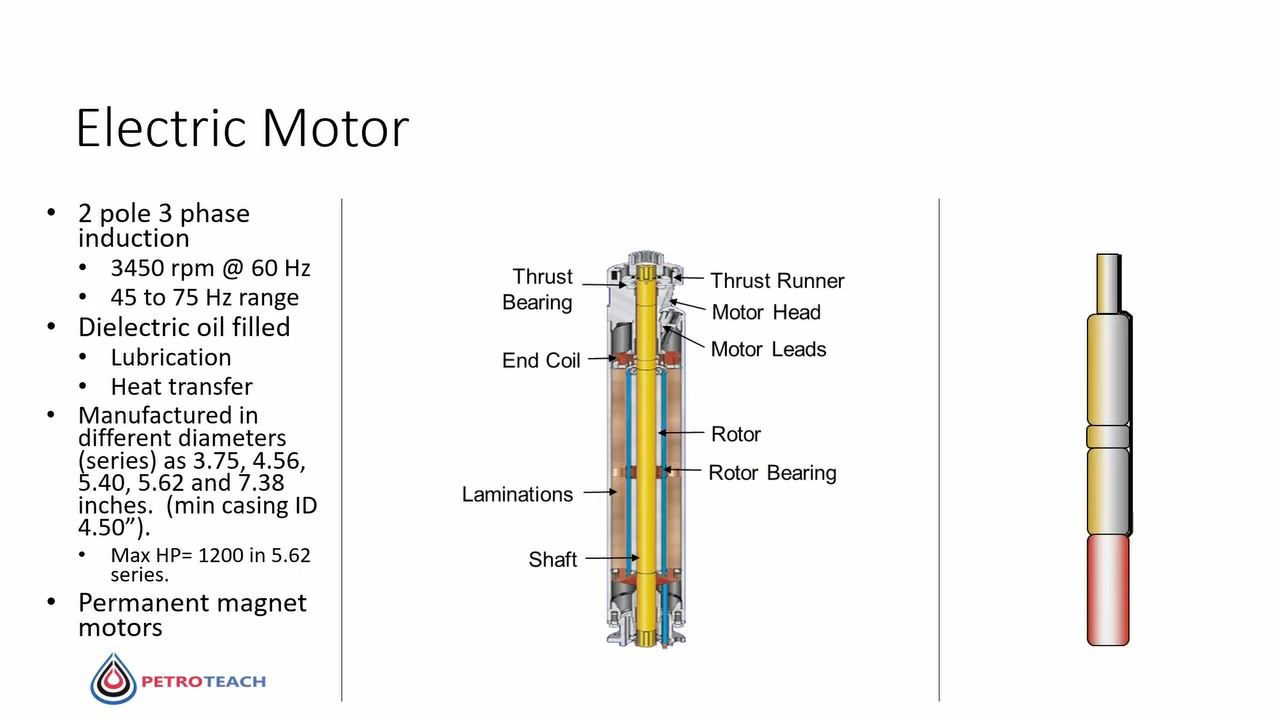 Electric Motor
• 2 pole 3 phase
induction
• 3450 rpm @ 60 Hz
• 45 to 75 Hz range
• Dielectric oil filled
• Lubrication
• Heat transfer
• Manufactured in
different diameters
(series) as 3.75, 4.56,
5.40, 5.62 and 7.38
inches.  (min casing ID
4.50”).
• Max HP= 1200 in 5.62
series.
• Permanent magnet
motors
PETROTEACH
Thrust
Bearing
End Coil
Laminations
Shaft
Thrust Runner
Motor Head
Motor Leads
Rotor
Rotor Bearing